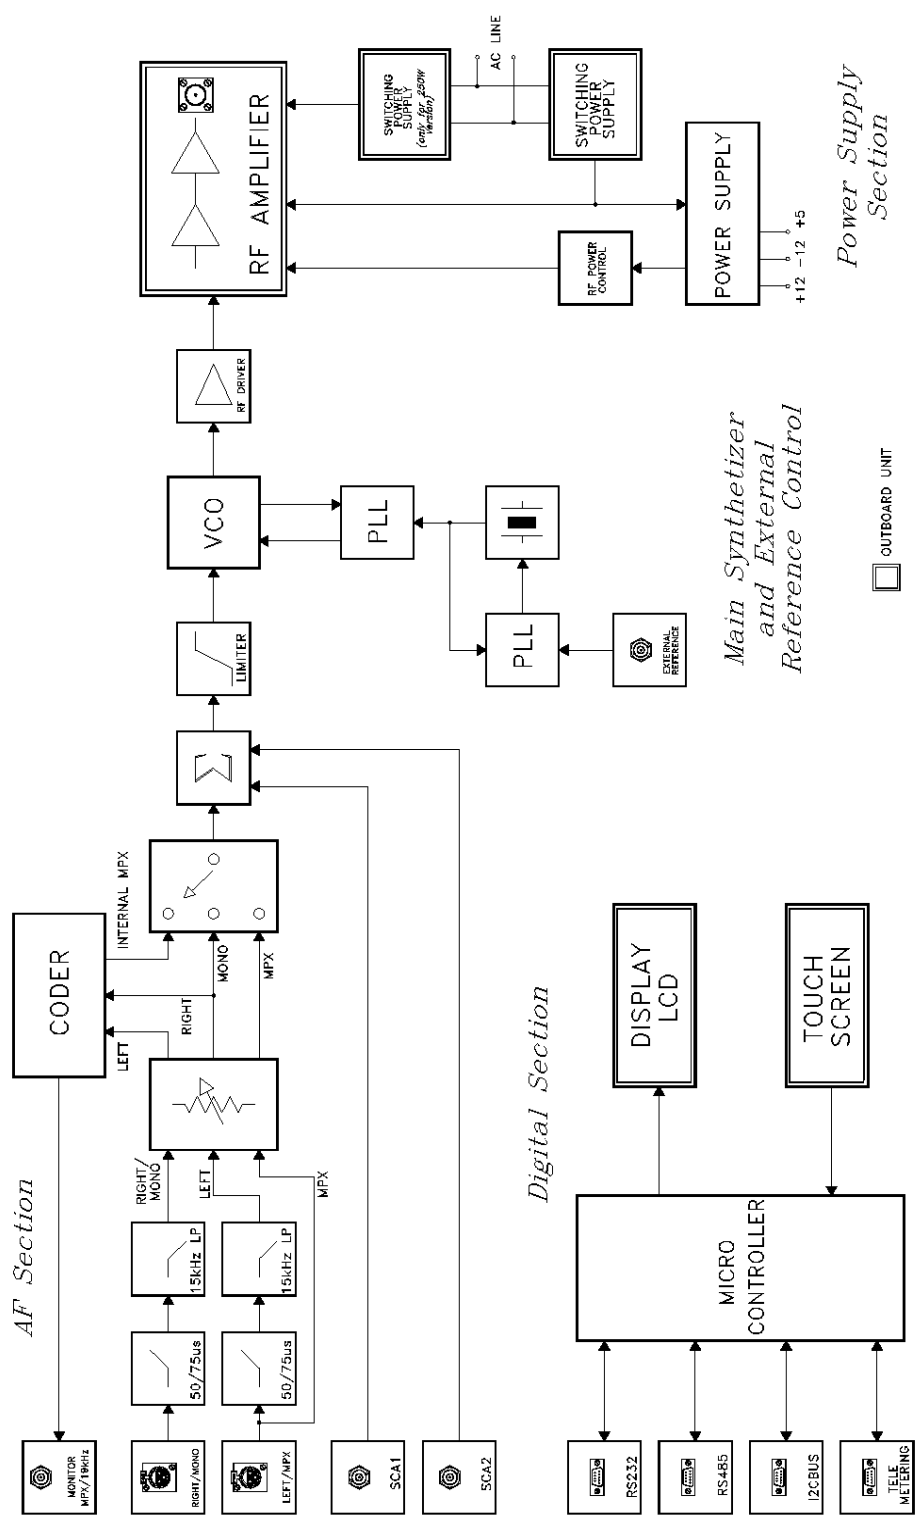 AF Section
MONITOR
MPX/19kHz
RIGHT/MONO
LEFT/MPX
SCA1
SCA2
50/75us
50/75us
15kHz LP
15kHz LP
RIGHT/
MONO
LEFT
MPX
CODER
LEFT
RIGHT
MONO
MPX
INTERNAL MPX
LIMITER
VCO
RF DRIVER
RF AMPLIFIER
PLL
PLL
EXTERNAL
REFERENCE
Main Synthetizer
and External
Reference Control
SWITCHING
POWER
SUPPLY
(only for 250W
version)
AC LINE
SWITCHING
POWER
SUPPLY
RF POWER
CONTROL
POWER SUPPLY
+12
-12
+5
Power Supply
Section
Digital Section
RS232
RS485
I2CBUS
TELE
METERING
MICRO
CONTROLLER
DISPLAY
LCD
TOUCH
SCREEN
OUTBOARD UNIT